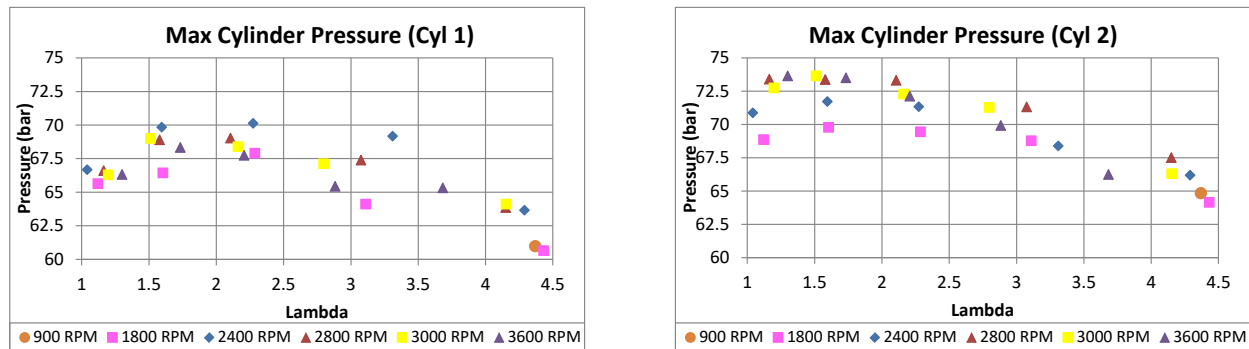 Max Cylinder Pressure (Cyl 1)
75
72.5
70
67.5
65
62.5
60
Pressure (bar)
1 1.5 2 2.5 3 3.5 4 4.5
Lambda
900 RPM 1800 RPM 2400 RPM 2800 RPM 3000 RPM 3600 RPM
Max Cylinder Pressure (Cyl 2)
75
72.5
70
67.5
65
62.5
60
Pressure (bar)
1 1.5 2 2.5 3 3.5 4 4.5
Lambda
900 RPM 1800 RPM 2400 RPM 2800 RPM 3000 RPM 3600 RPM